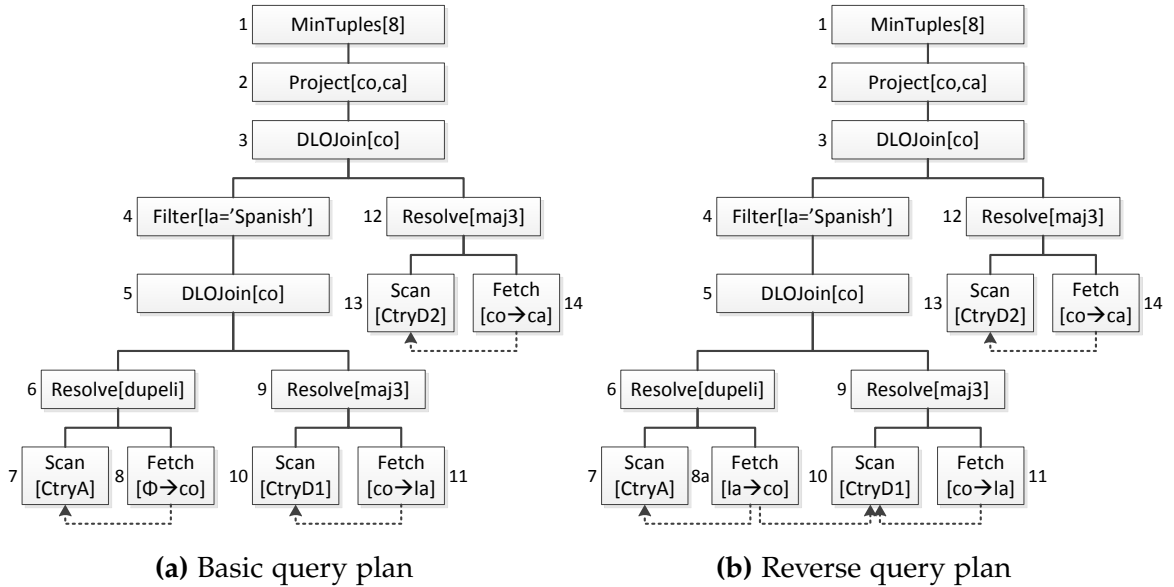 1 MinTuples[8]
2 Project[co,ca]
3 DLOJoin[co]
4 Filter[la='Spanish']
12 Resolve[maj3]
5 DLOJoin[co]
13 Scan
[CtryD2]
Fetch
[co→ca] 14
6 Resolve[dupeli]
9 Resolve[maj3]
7 Scan
[CtryA]
8 Fetch
[Φ→co]
10 Scan
[CtryD1]
Fetch
[co→la] 11
(a) Basic query plan
1 MinTuples[8]
2 Project[co,ca]
3 DLOJoin[co]
4 Filter[la='Spanish']
12 Resolve[maj3]
5 DLOJoin[co]
13 Scan
[CtryD2]
Fetch
[co→ca] 14
6 Resolve[dupeli]
9 Resolve[maj3]
7 Scan
[CtryA]
8a Fetch
[la→co]
10 Scan
[CtryD1]
Fetch
[co→la] 11
(b) Reverse query plan